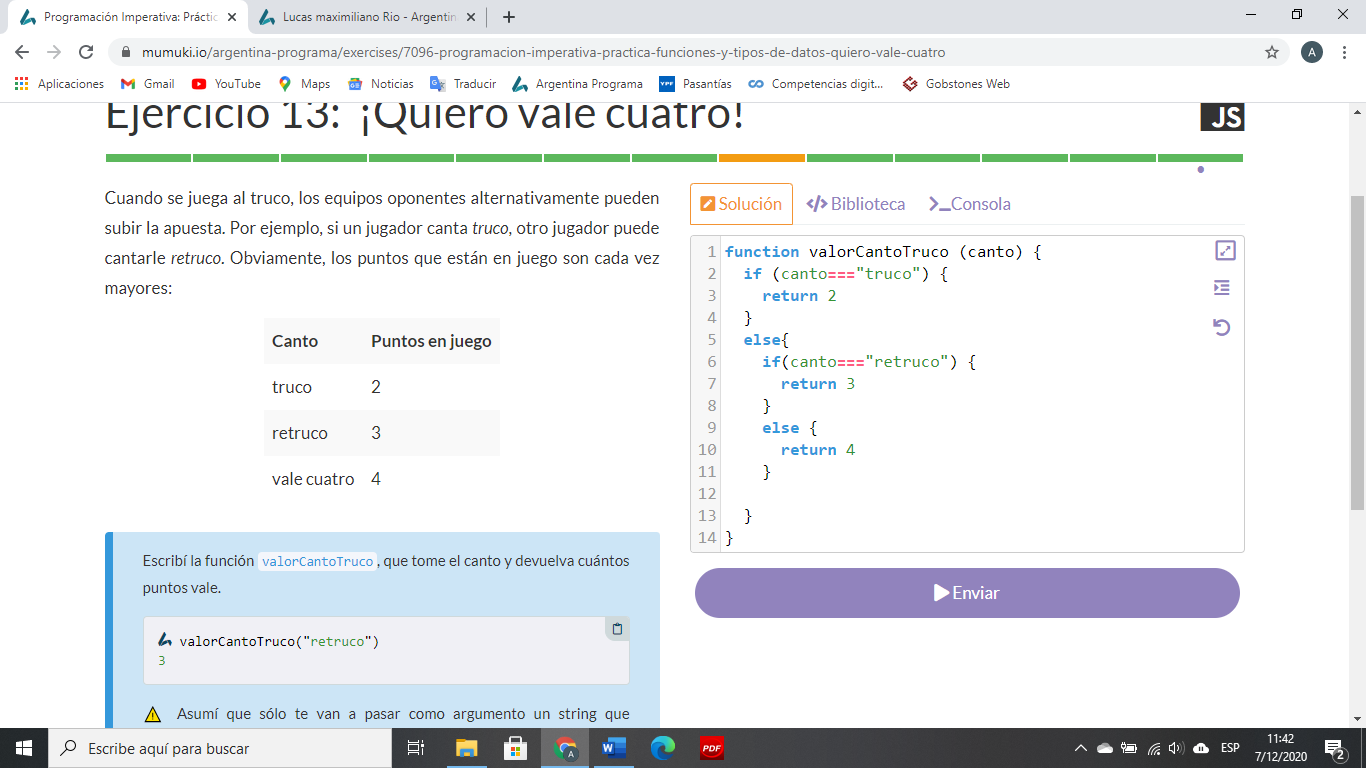 Programación Imperativa: Práctic
Lucas maximiliano Rio - Argentin
mumuki.io/argentina-programa/exercises/7096-programacion-imperativa-practica-funciones-y-tipos-de-datos-quiero-vale-cuatro
A
Aplicaciones
Gmail
YouTube
Maps
Noticias
Traducir
Argentina Programa
YPF
Pasantías
Competencias digit...
Gobstones Web
Ejercicio 13: ¡Quiero vale cuatro!
JS
Cuando se juega al truco, los equipos oponentes alternativamente pueden
subir la apuesta. Por ejemplo, si un jugador canta truco, otro jugador puede
cantarle retruco. Obviamente, los puntos que están en juego son cada vez
mayores:
Canto Puntos en juego
truco 2
retruco 3
vale cuatro 4
Escribí la función valorCantoTruco, que tome el canto y devuelva cuántos
puntos vale.
valorCantoTruco("retruco")
3
Asumí que sólo te van a pasar como argumento un string que
Solución
Biblioteca
Consola
1 function valorCantoTruco (canto) {
2 if (canto==="truco") {
3 return 2
4 }
5 else{
6 if(canto==="retruco") {
7 return 3
8 }
9 else {
10 return 4
11 }
12
13 }
14 }
Enviar
Escribe aquí para buscar
A
W
PDF
ESP
11:42
7/12/2020
2